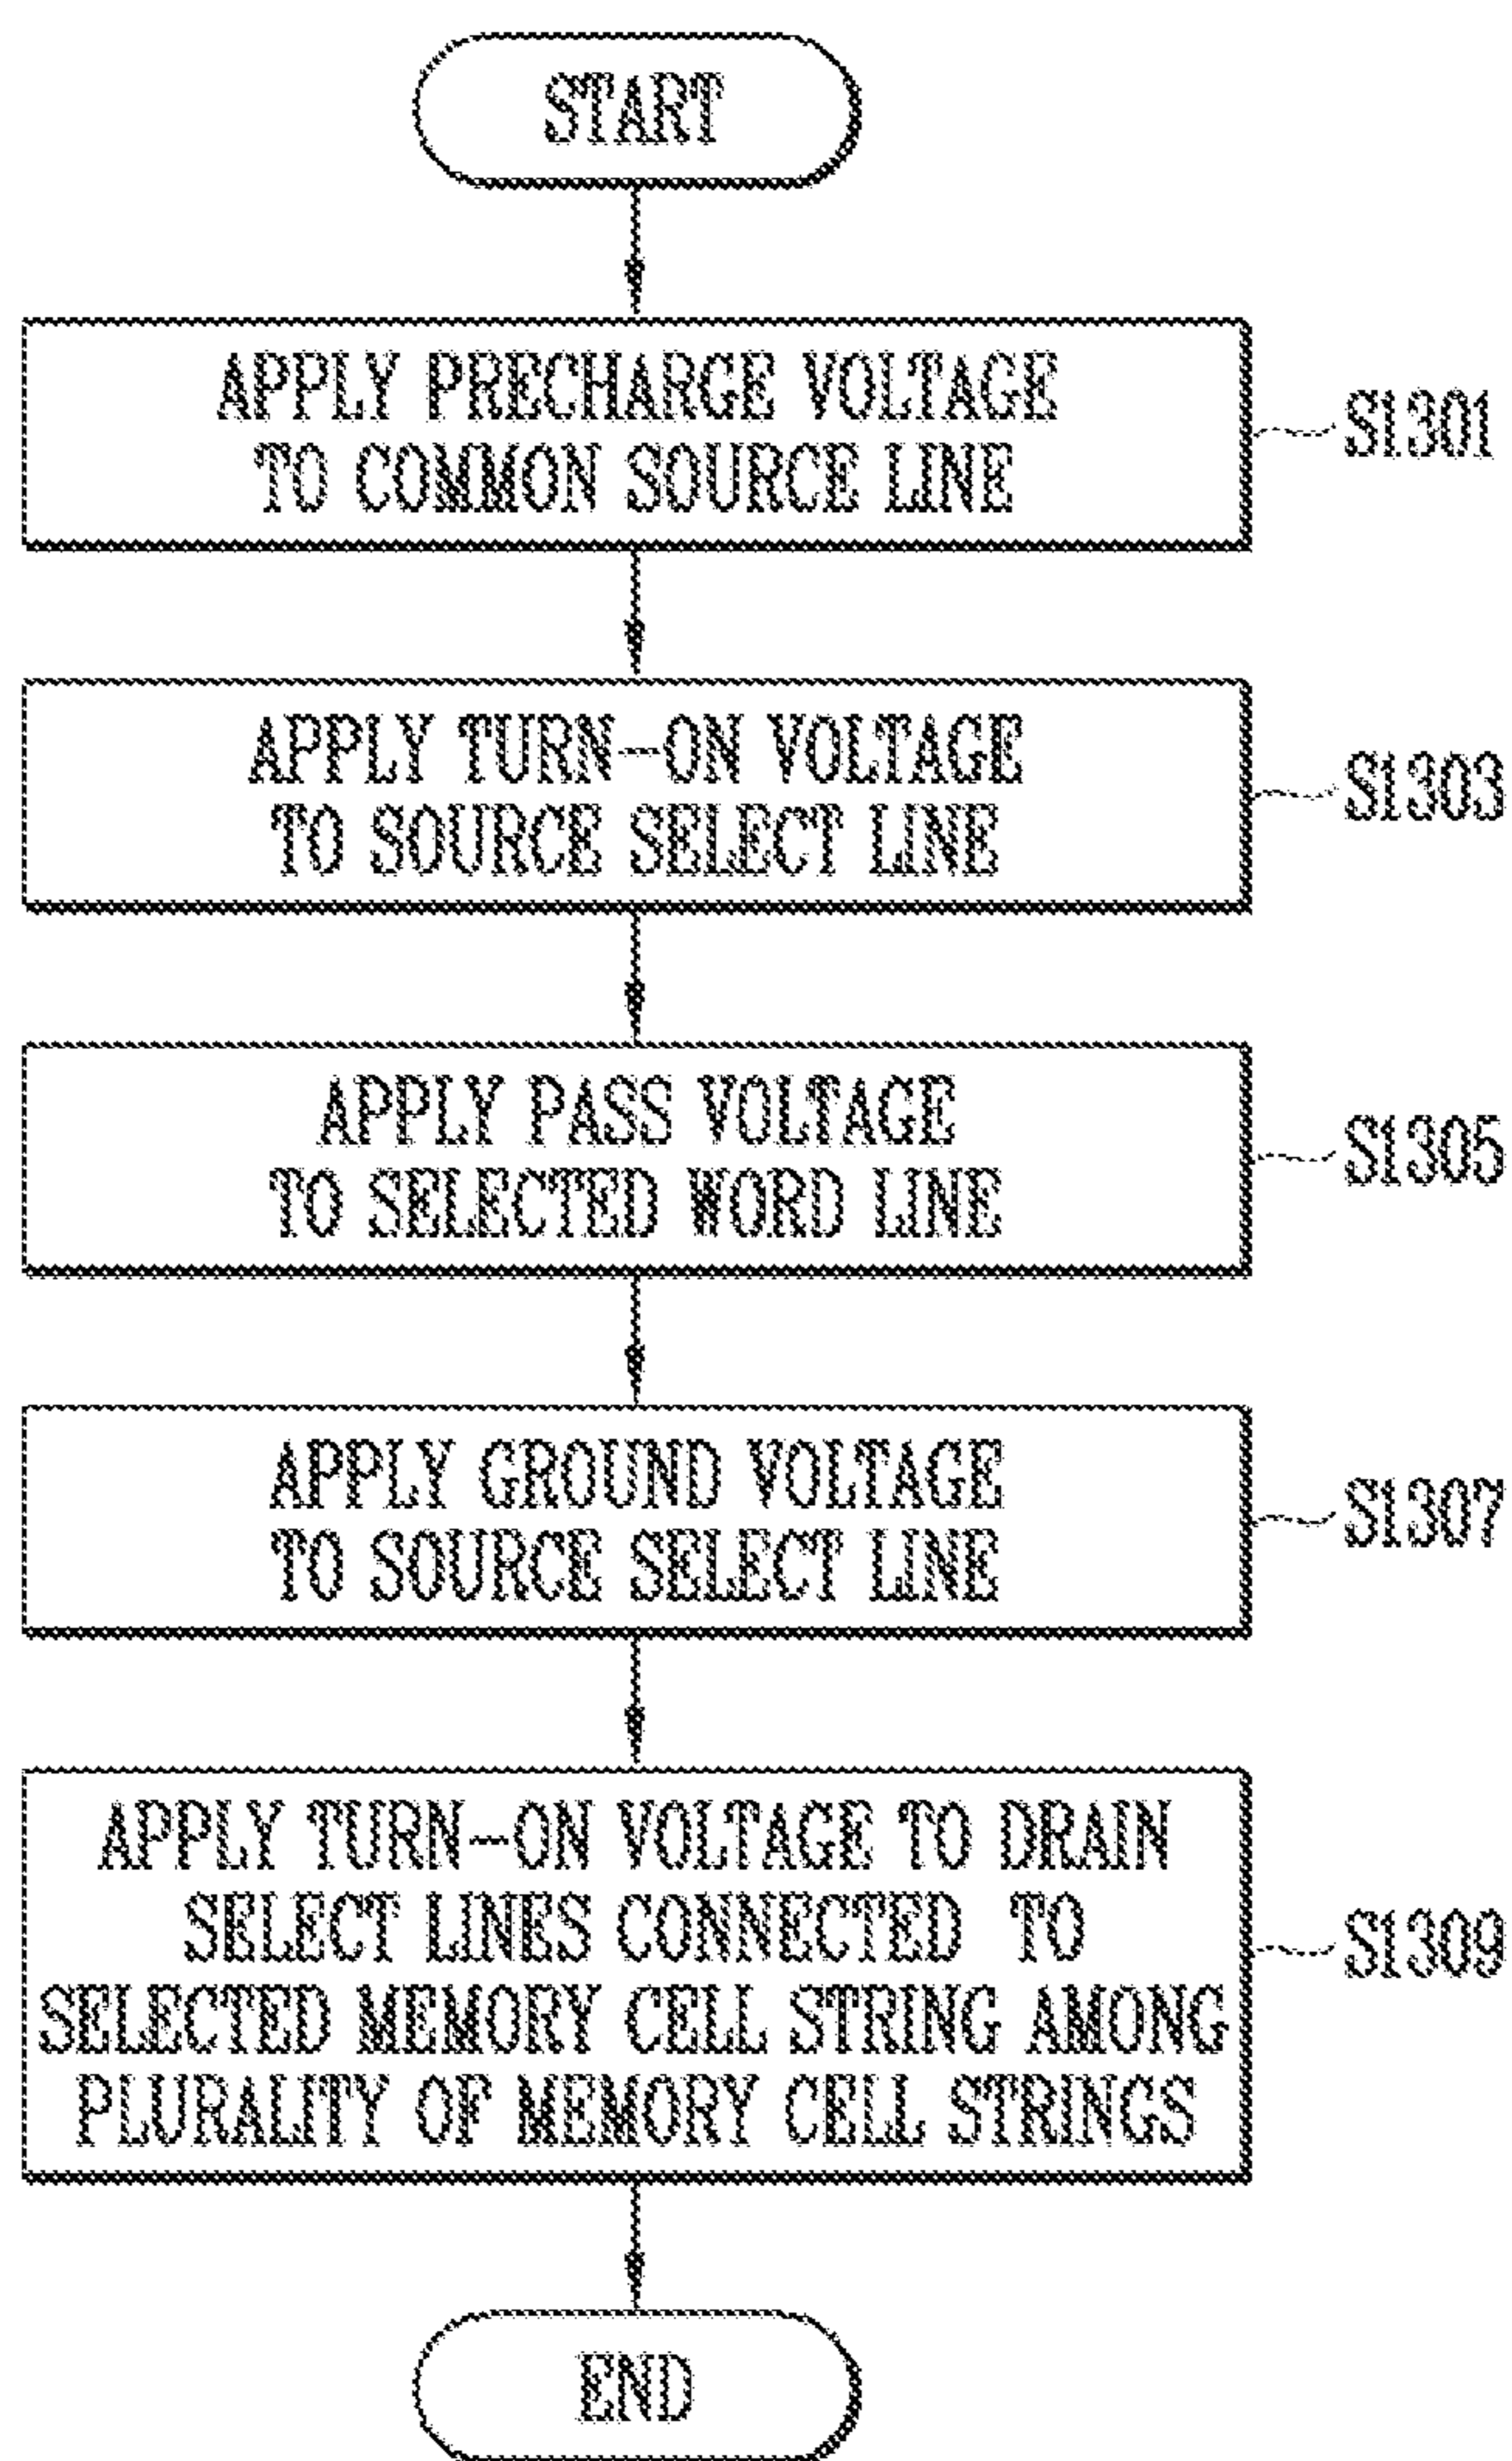 START
APPLY PRECHARGE VOLTAGE
TO COMMON SOURCE LINE
S1301
APPLY TURN-ON VOLTAGE
TO SOURCE SELECT LINE
S1303
APPLY PASS VOLTAGE
TO SELECTED WORD LINE
S1305
APPLY GROUND VOLTAGE
TO SOURCE SELECT LINE
S1307
APPLY TURN-ON VOLTAGE TO DRAIN
SELECT LINES CONNECTED TO
SELECTED MEMORY CELL STRING AMONG
PLURALITY OF MEMORY CELL STRINGS
S1309
END